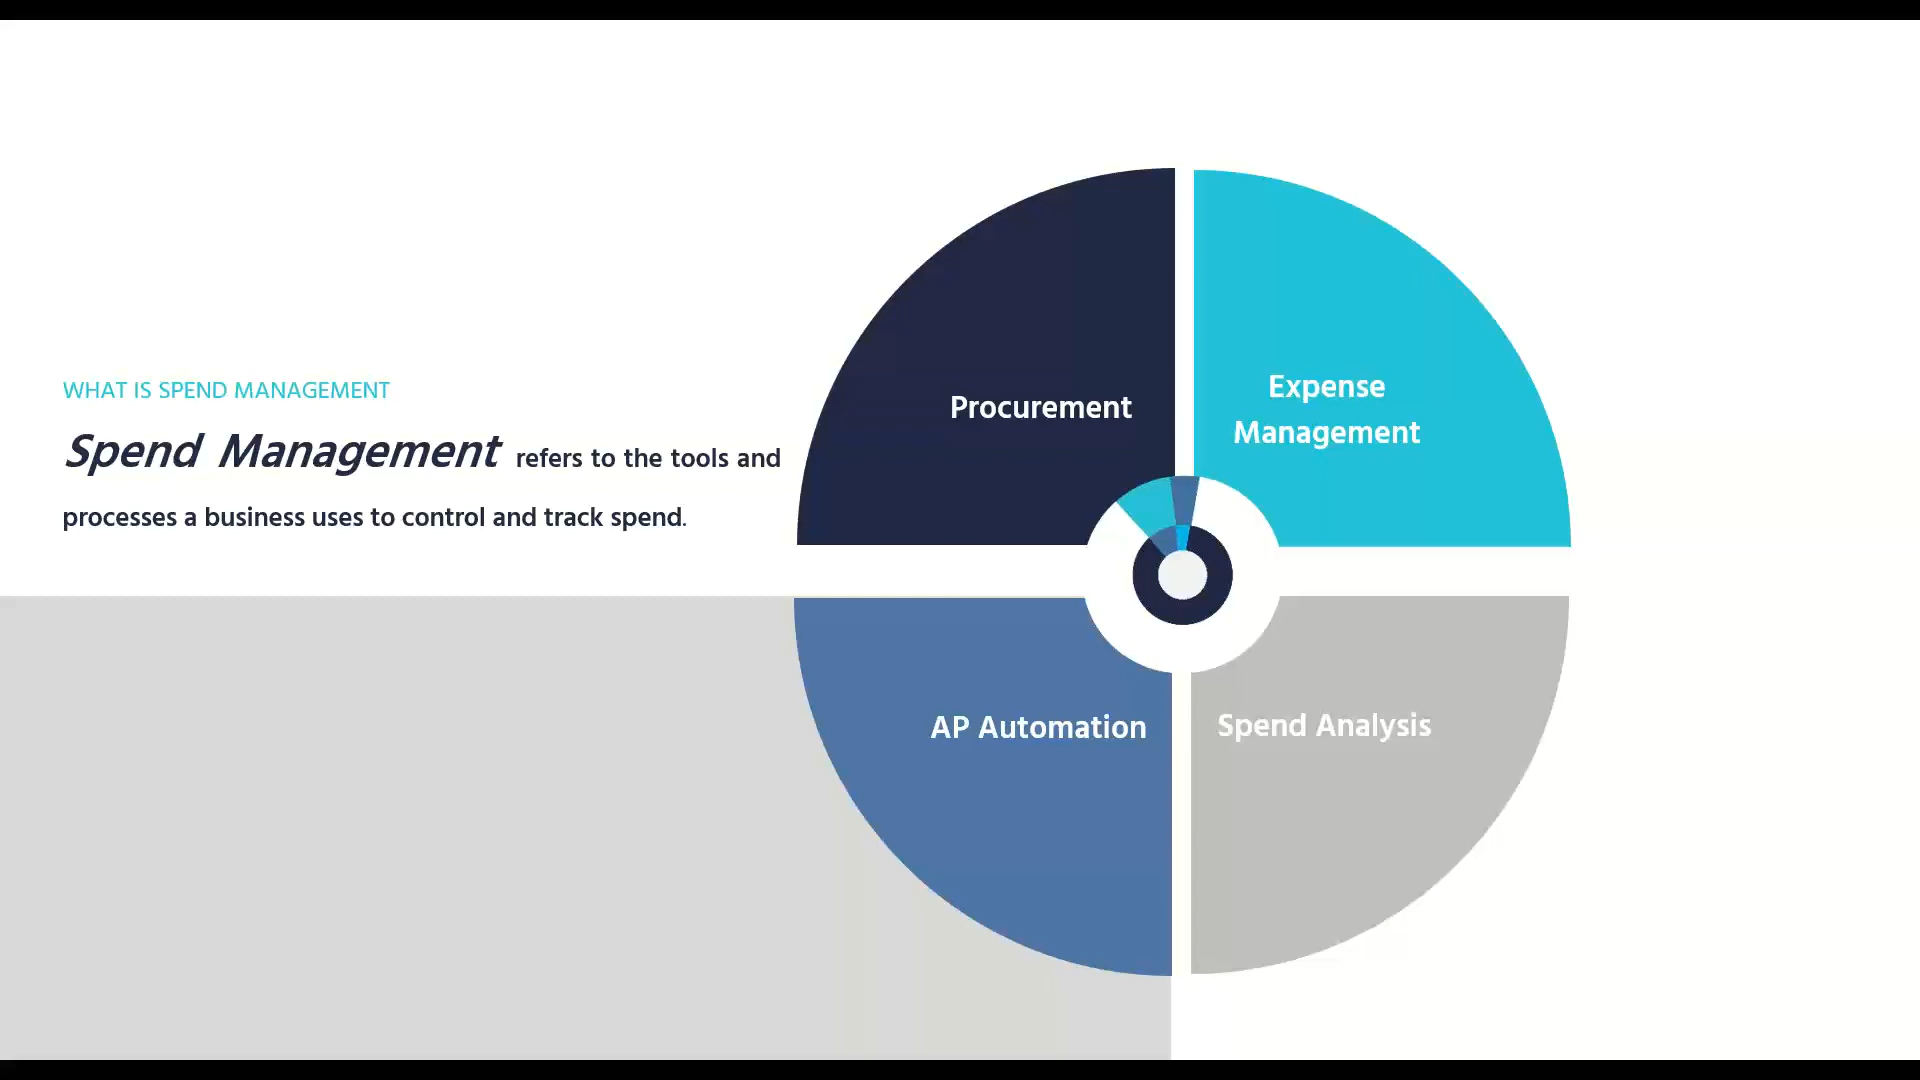 WHAT IS SPEND MANAGEMENT
Spend Management refers to the tools and
processes a business uses to control and track spend.
Procurement
Expense
Management
AP Automation
Spend Analysis